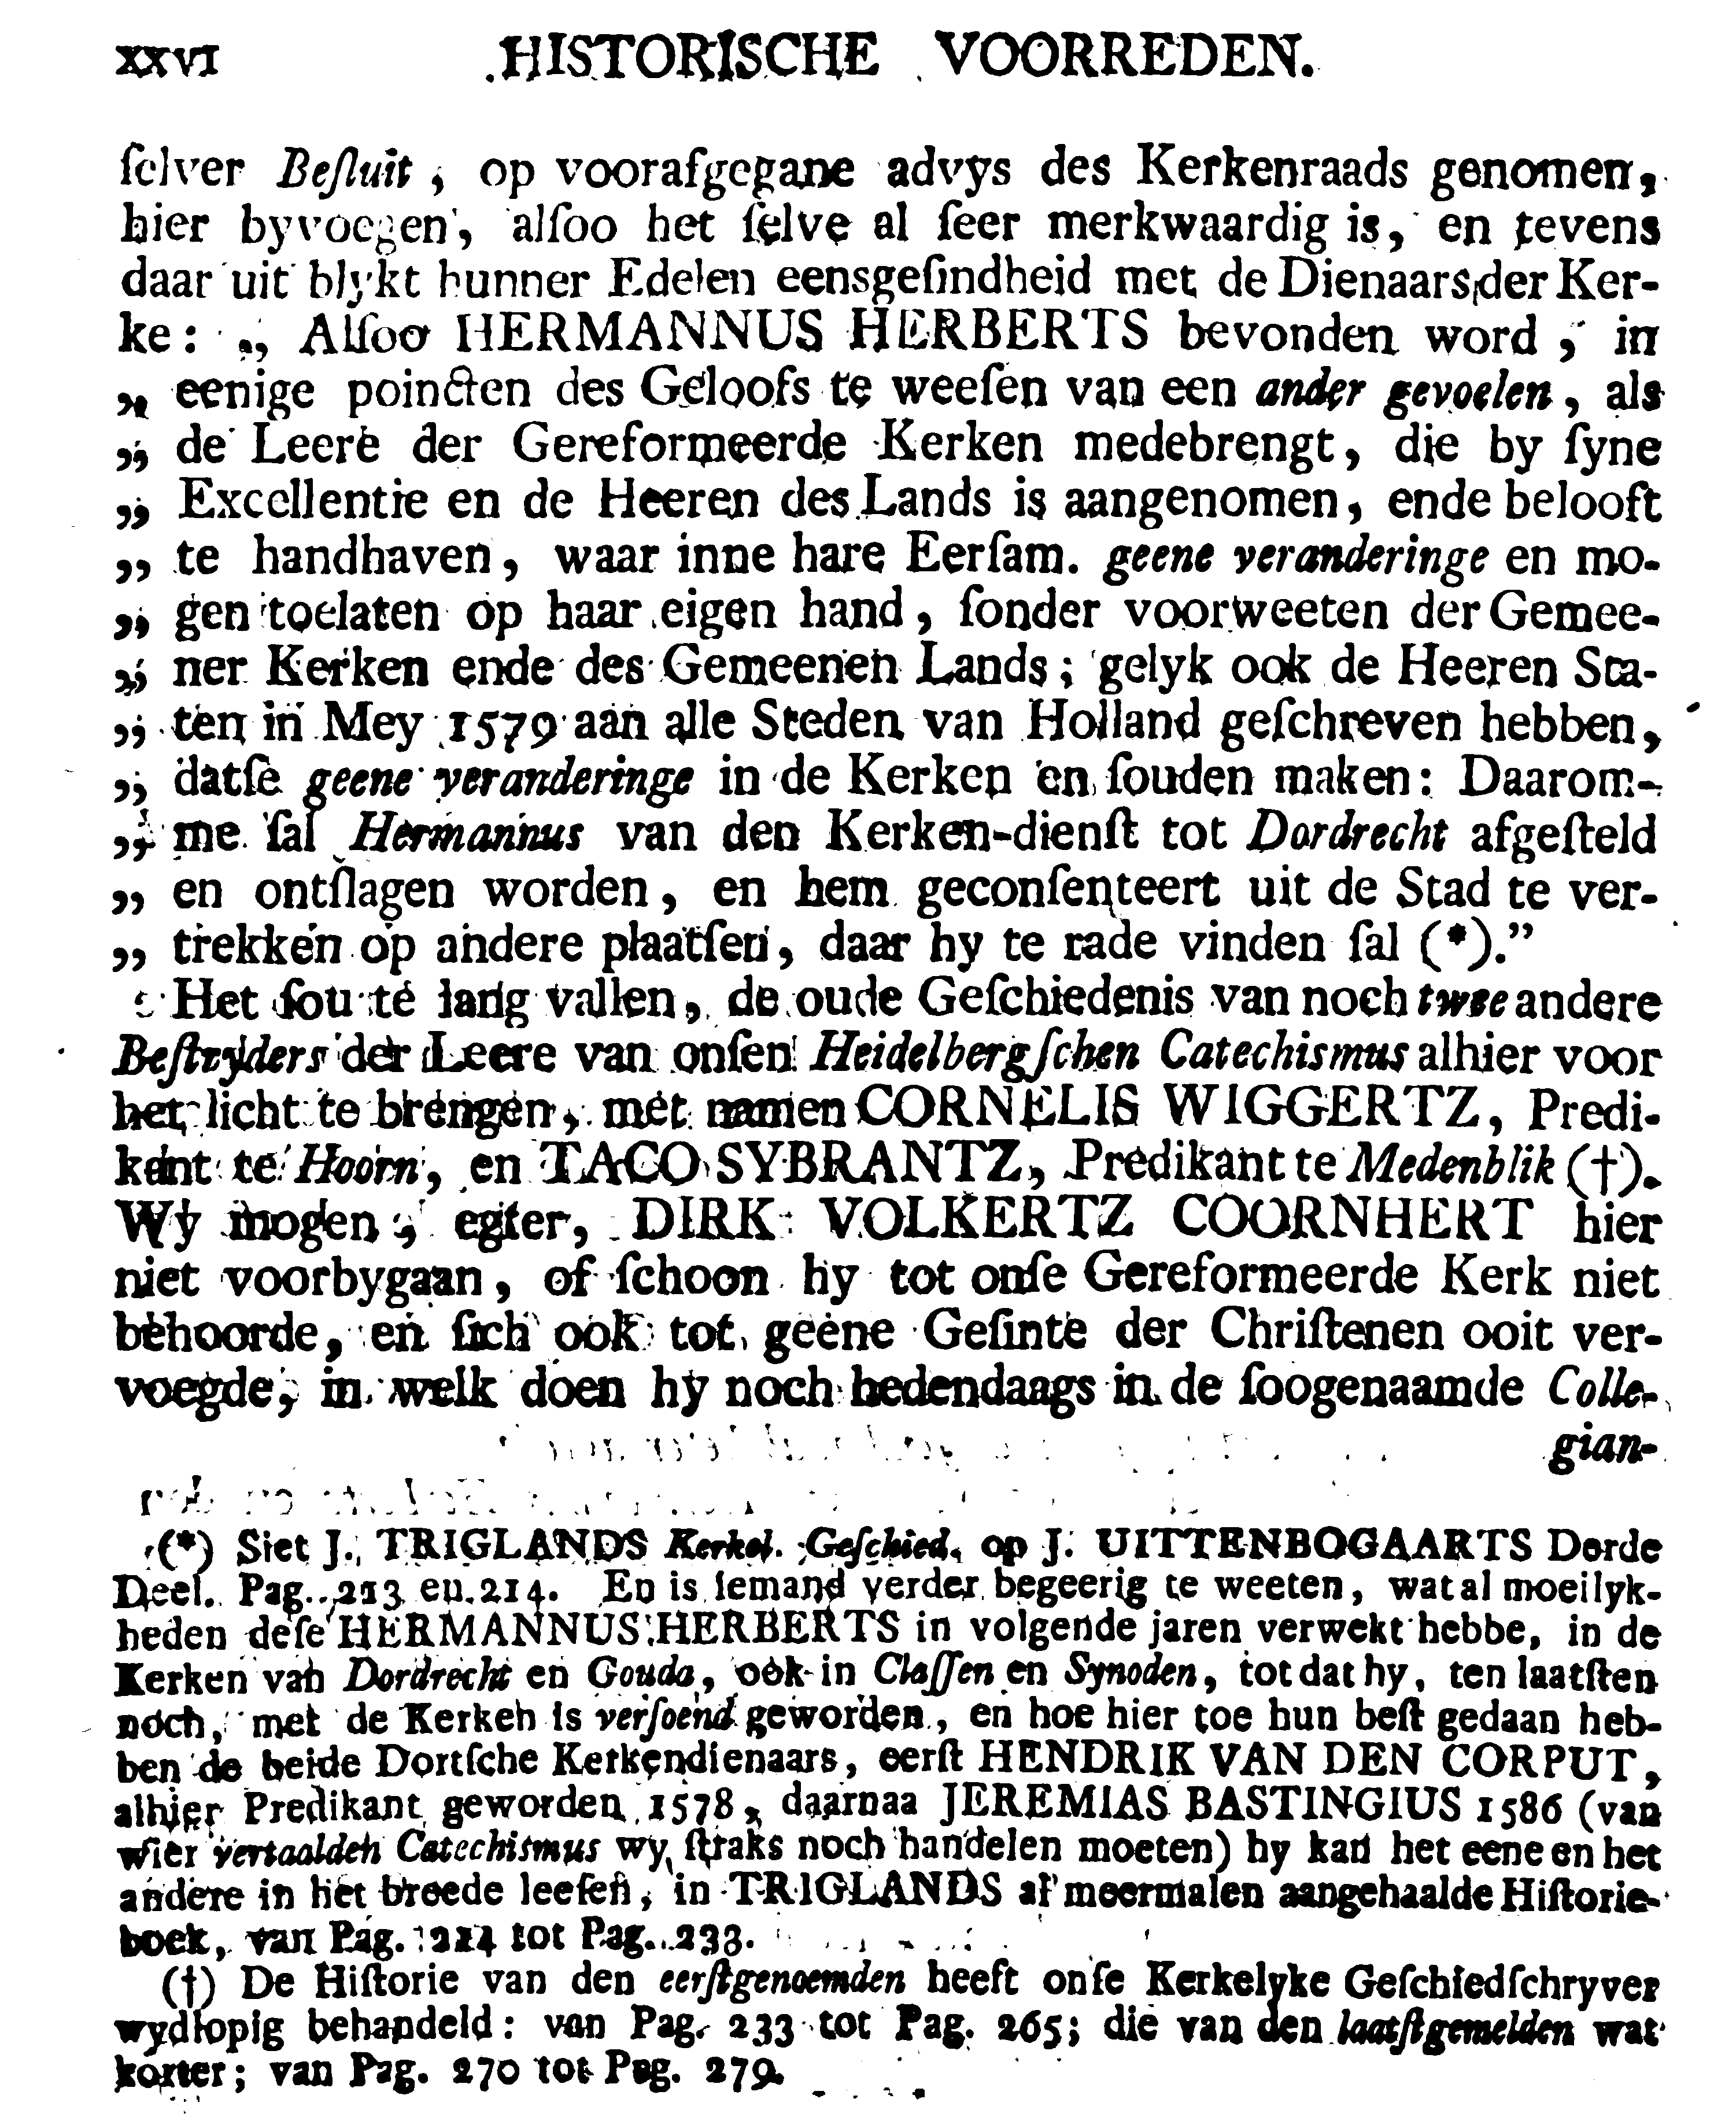 XXVI HISTORISCHE VOORREDEN.
ſelver Beſluit, op voorafgegane advys des Kerkenraads genomen,
hier byvoegen, alſoo het ſelve al ſeer merkwaardig is, en tevens
daar uit blykt hunner Edelen eensgeſindheid met de Dienaars der Ker-
ke: „ Alſoo HERMANNUS HERBERTS bevonden word, in
„ eenige poincten des Geloofs te weeſen van een ander gevoelen, als
„ de Leere der Gereformeerde Kerken medebrengt, die by ſyne
„ Excellentie en de Heeren des Lands is aangenomen, ende belooft
„ te handhaven, waar inne hare Eerſam. geene veranderinge en mo-
„ gen toelaten op haar eigen hand, ſonder voorweeten der Gemee-
„ ner Kerken ende des Gemeenen Lands; gelyk ook de Heeren Sta-
„ ten in Mey 1579 aan alle Steden van Holland geſchreven hebben,
„ datſe geene veranderinge in de Kerken en ſouden maken: Daarom-
„ me ſal Hermannus van den Kerken-dienſt tot Dordrecht afgeſteld
„ en ontſlagen worden, en hem geconſenteert uit de Stad te ver-
„ trekken op andere plaatſen, daar hy te rade vinden ſal (*).”
Het ſou te lang vallen, de oude Geſchiedenis van noch twee andere
Beſtryders der Leere van onſen Heidelbergſchen Catechismus alhier voor
het licht te brengen, met namen CORNELIS WIGGERTZ, Predi-
kant te Hoorn, en TACO SYBRANTZ, Predikant te Medenblik (†).
Wy mogen, egter, DIRK VOLKERTZ COORNHERT hier
niet voorbygaan, of ſchoon hy tot onſe Gereformeerde Kerk niet
behoorde, en ſich ook tot geene Geſinte der Chriſtenen ooit ver-
voegde, in welk doen hy noch hedendaags in de ſoogenaamde Colle-
gian-
(*) Siet J. TRIGLANDS Kerkel. Geſchied. op J. UITTENBOGAARTS Derde
Deel. Pag. 213 en 214. En is iemand verder begeerig te weeten, wat al moeilyk-
heden deſe HERMANNUS HERBERTS in volgende jaren verwekt hebbe, in de
Kerken van Dordrecht en Gouda, ook in Claſſen en Synoden, tot dat hy, ten laatſten
noch, met de Kerken is verſoend geworden, en hoe hier toe hun beſt gedaan heb-
ben de beide Dortſche Kerkendienaars, eerſt HENDRIK VAN DEN CORPUT,
alhier Predikant geworden 1578, daarnaa JEREMIAS BASTINGIUS 1586 (van
wier vertaalden Catechismus wy ſtraks noch handelen moeten) hy kan het eene en het
andere in het breede leeſen, in TRIGLANDS al meermalen aangehaalde Hiſtorie-
boek, van Pag. 214 tot Pag. 233.
(†) De Hiſtorie van den eerſtgenoemden heeft onſe Kerkelyke Geſchiedſchryver
wydlopig behandeld: van Pag. 233 tot Pag. 265; die van den laatſtgemelden wat
korter; van Pag. 270 tot Pag. 279.